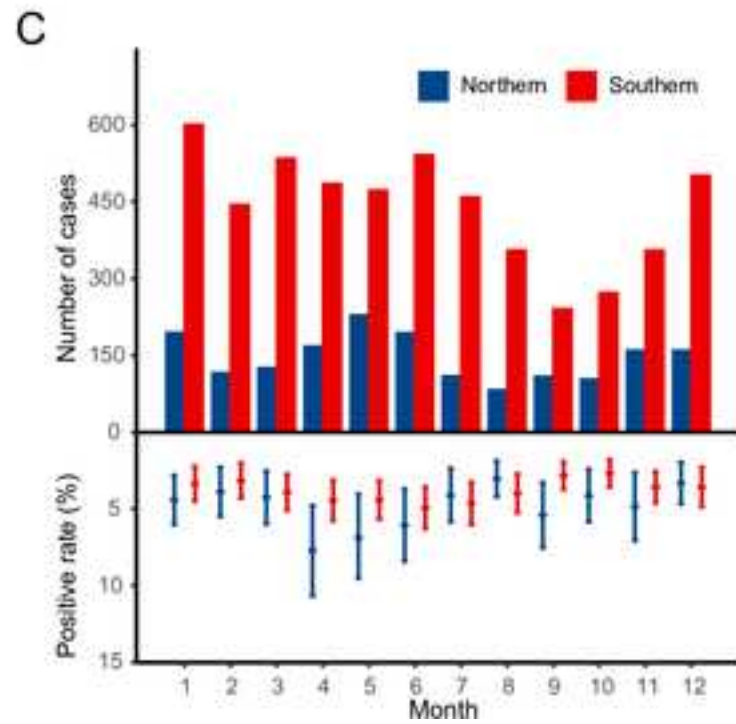 C
Northern
Southern
Number of cases
600
450
300
150
0
Positive rate (%)
5
10
15
1 2 3 4 5 6 7 8 9 10 11 12
Month